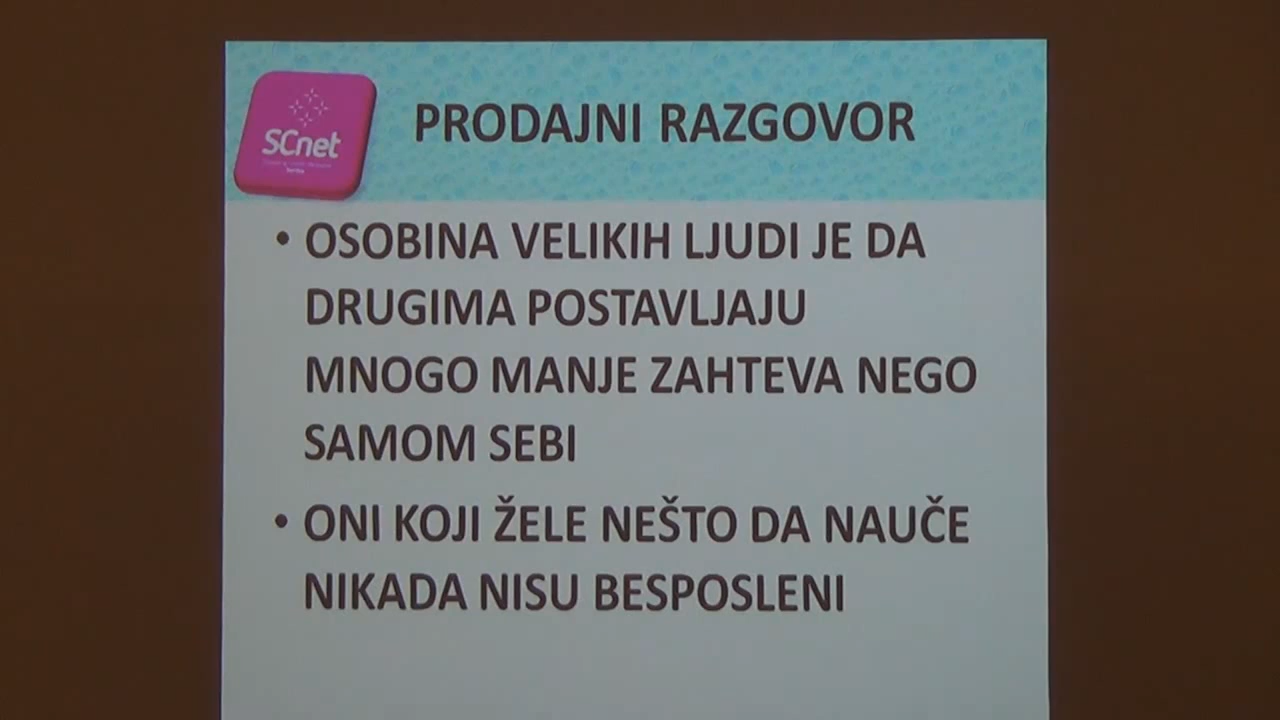 SCnet
PRODAJNI RAZGOVOR
• OSOBINA VELIKIH LJUDI JE DA
DRUGIMA POSTAVLJAJU
MNOGO MANJE ZAHTEVA NEGO
SAMOM SEBI
• ONI KOJI ŽELE NEŠTO DA NAUČE
NIKADA NISU BESPOSLENI